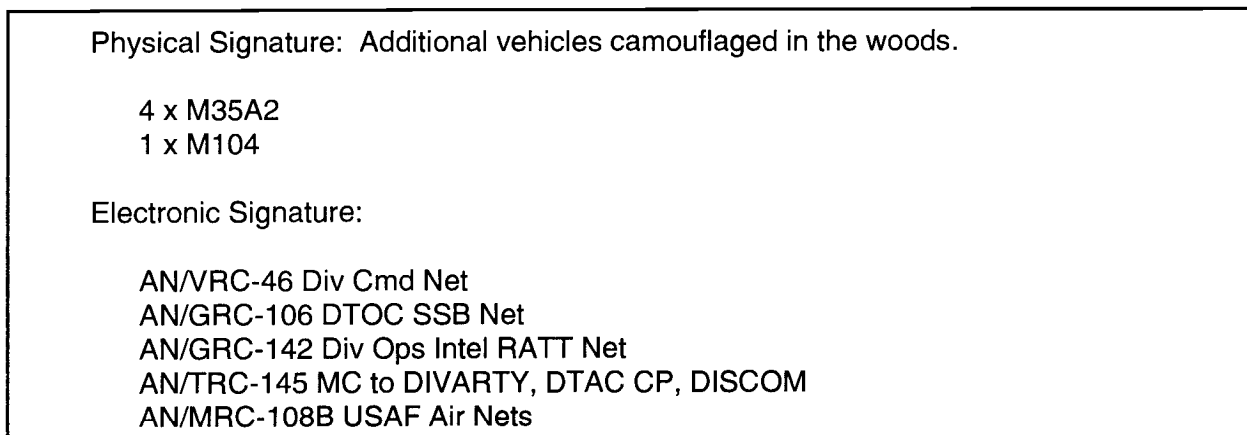 Physical Signature: Additional vehicles camouflaged in the woods.
4 x M35A2
1 x M104
Electronic Signature:
AN/VRC-46 Div Cmd Net
AN/GRC-106 DTOC SSB Net
AN/GRC-142 Div Ops Intel RATT Net
AN/TRC-145 MC to DIVARTY, DTAC CP, DISCOM
AN/MRC-108B USAF Air Nets